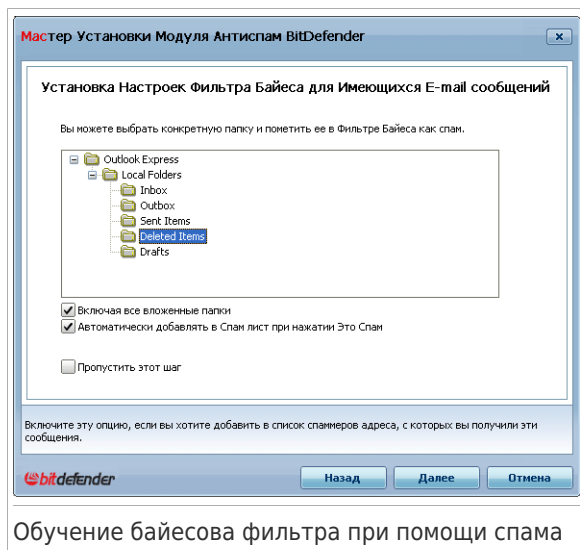 Мастер Установки Модуля Антиспам BitDefender
Установка Настроек Фильтра Байеса для Имеющихся E-mail сообщений
Вы можете выбрать конкретную папку и пометить ее в Фильтре Байеса как спам.
Outlook Express
Local Folders
Inbox
Outbox
Sent Items
Deleted Items
Drafts
Включая все вложенные папки
Автоматически добавлять в Спам лист при нажатии Это Спам
Пропустить этот шаг
Включите эту опцию, если вы хотите добавить в список спаммеров адреса, с которых вы получили эти
сообщения.
bitdefender
Назад
Далее
Отмена
Обучение байесова фильтра при помощи спама